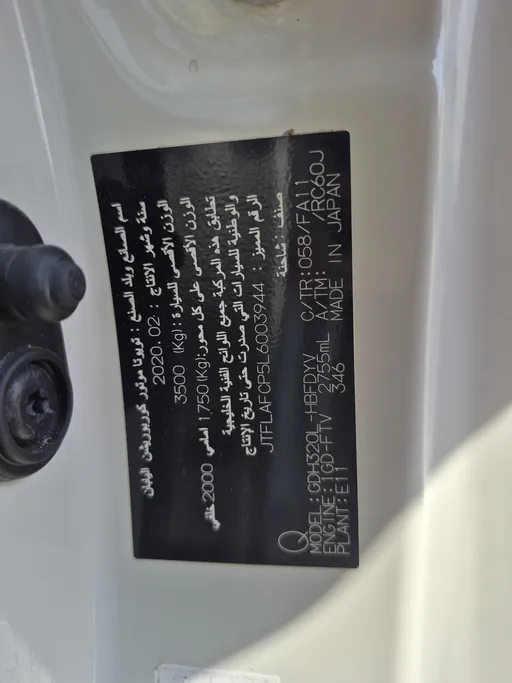 اسم الصانع وبلد الصنع : تويوتا موتور كوربوريشن اليابان
سنة وشهر الانتاج : 2020.02
الوزن الأقصى للسيارة : 3500 (Kg)
الوزن الأقصى على كل محور: 1750(Kg) امامي 2000 خلفي
تطابق هذه المركبة جميع اللوائح الفنية الخليجية
والوطنية للسيارات التي صدرت حتى تاريخ الإنتاج
الرقم المميز : JTFLAFCP5L6003944
صنف : شاحنة
MODEL:GDH320L-HBFDYV C/TR:058/FA11
ENGINE:1GD-FTV 2755mL A/TM: /RC60J
PLANT:E11 346 MADE IN JAPAN